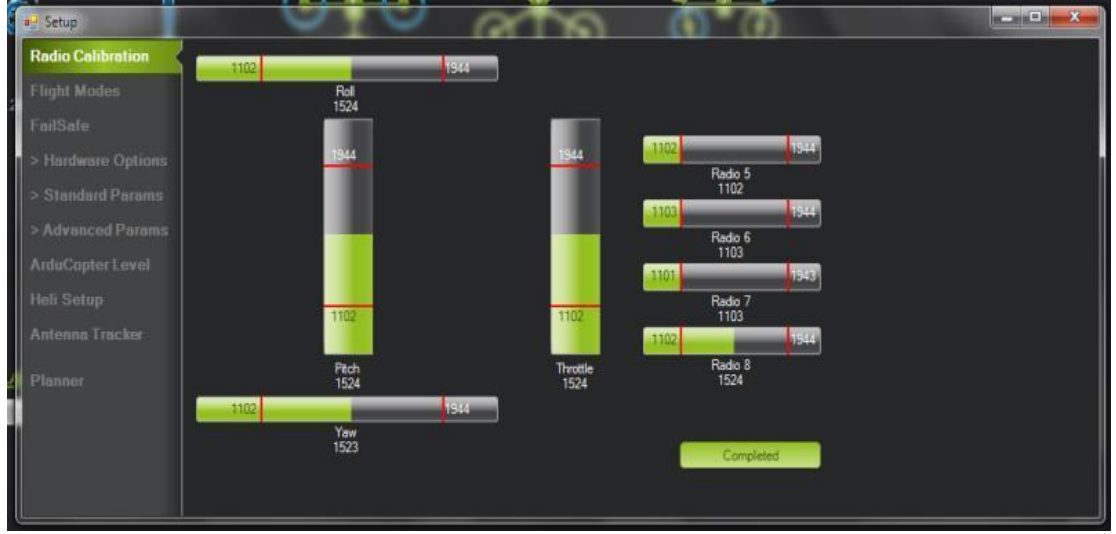 Setup
Radio Calibration
Flight Modes
FailSafe
> Hardware Options
> Standard Params
> Advanced Params
ArduCopter Level
Heli Setup
Antenna Tracker
Planner
1102 1944
Roll
1524
1944
1102
Pitch
1524
1944
1102
Throttle
1524
1102 1944
Yaw
1523
1102 1944
Radio 5
1102
1103 1944
Radio 6
1103
1101 1943
Radio 7
1103
1102 1944
Radio 8
1524
Completed